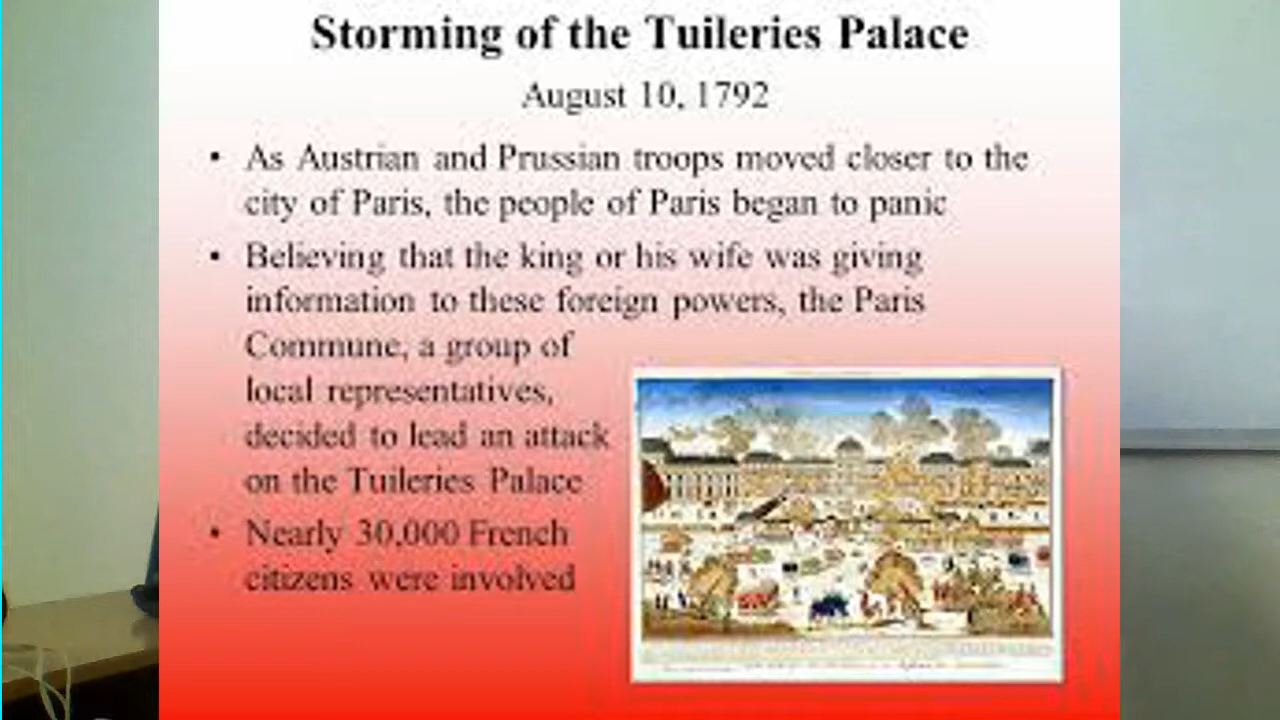 Storming of the Tuileries Palace
August 10, 1792
• As Austrian and Prussian troops moved closer to the
city of Paris, the people of Paris began to panic
• Believing that the king or his wife was giving
information to these foreign powers, the Paris
Commune, a group of
local representatives,
decided to lead an attack
on the Tuileries Palace
• Nearly 30,000 French
citizens were involved